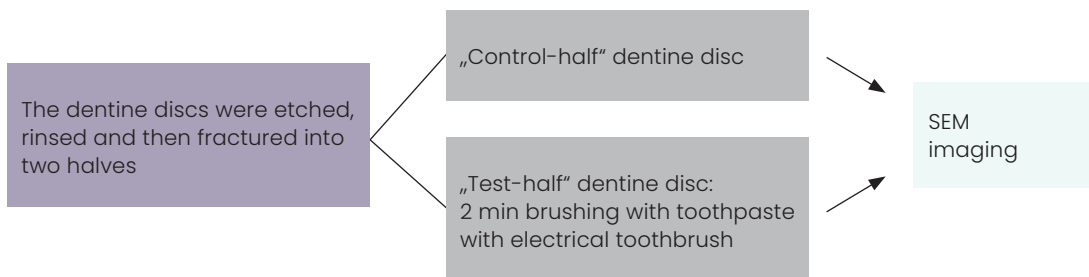 The dentine discs were etched,
rinsed and then fractured into
two halves
„Control-half“ dentine disc
„Test-half“ dentine disc:
2 min brushing with toothpaste
with electrical toothbrush
SEM
imaging